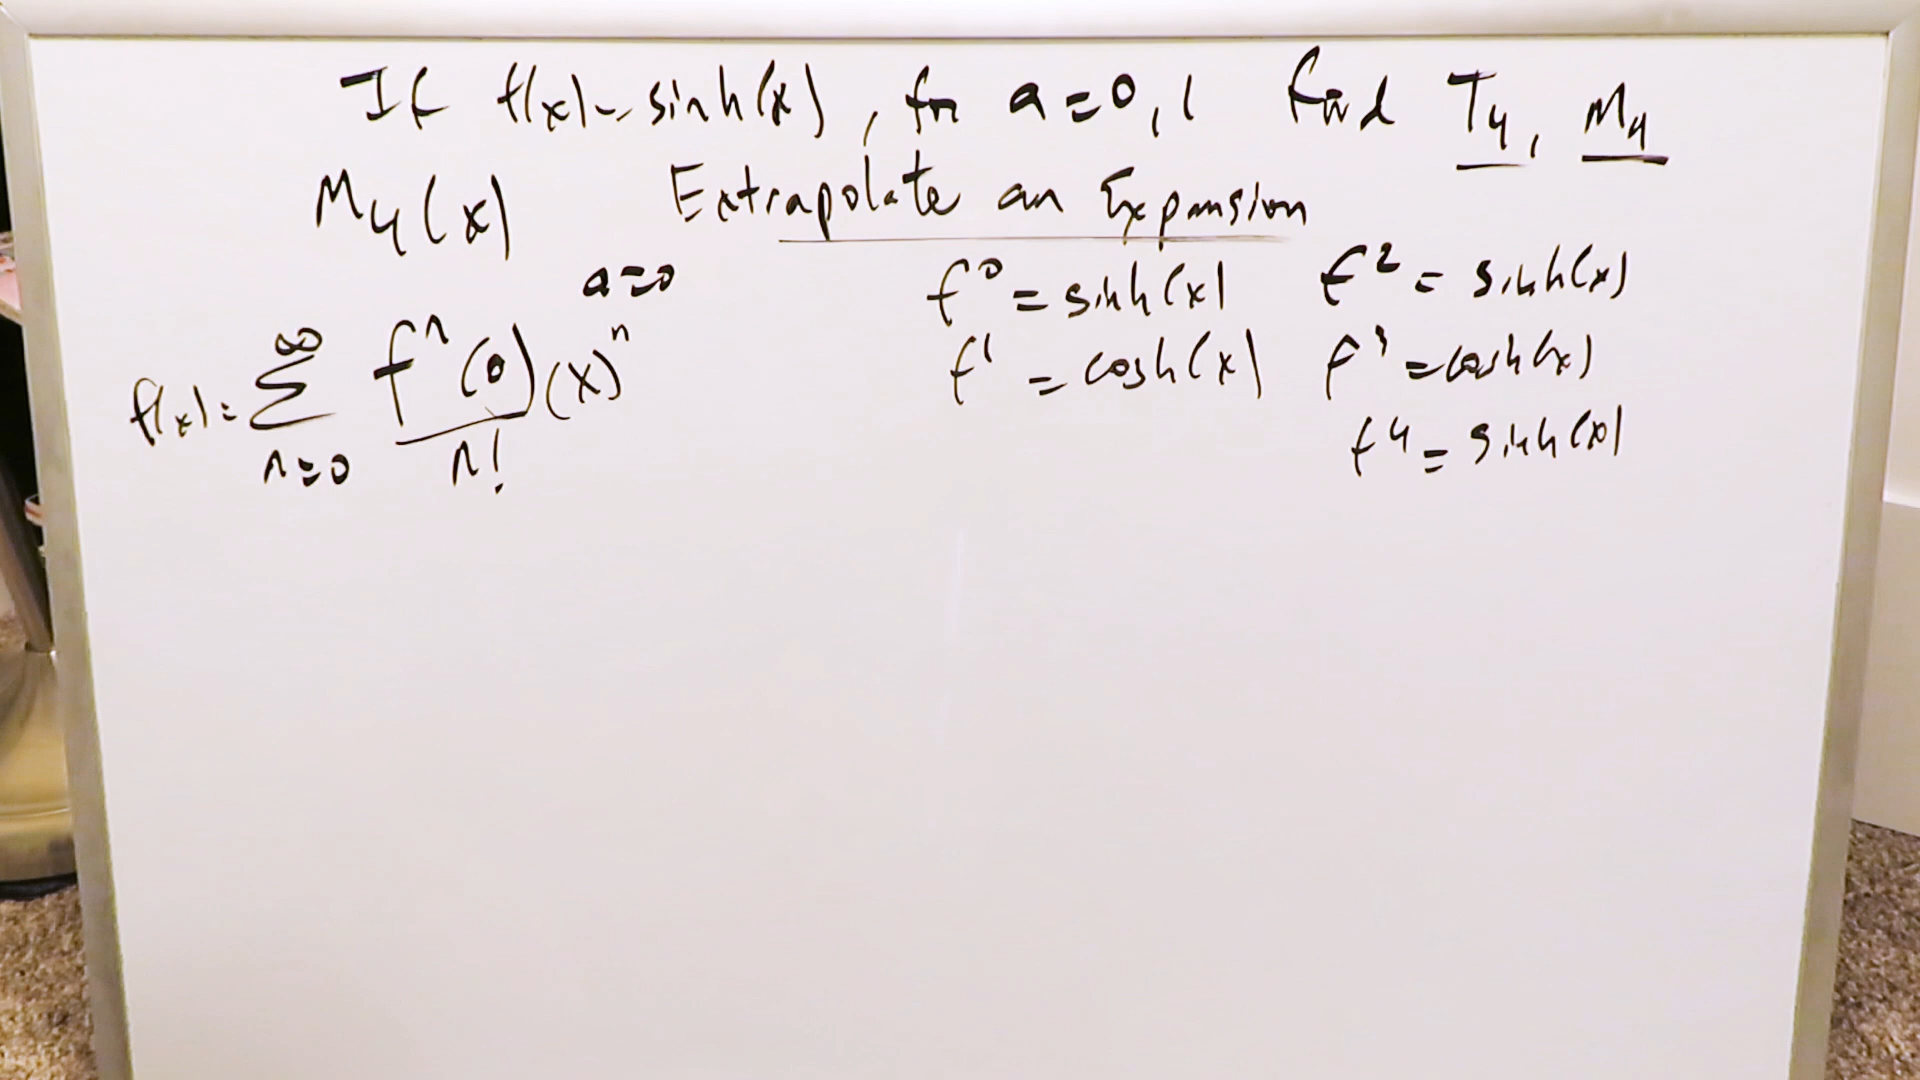 If f(x) = sinh(x), for a=0,1 find T₄, M₄
M₄(x) Extrapolate an Expansion
a=0 f⁰ = sinh(x) f² = sinh(x)
f(x) = ∑ₙ₌₀^∞ fⁿ(0)/n! (x)ⁿ f¹ = cosh(x) f³ = cosh(x)
f⁴ = sinh(x)